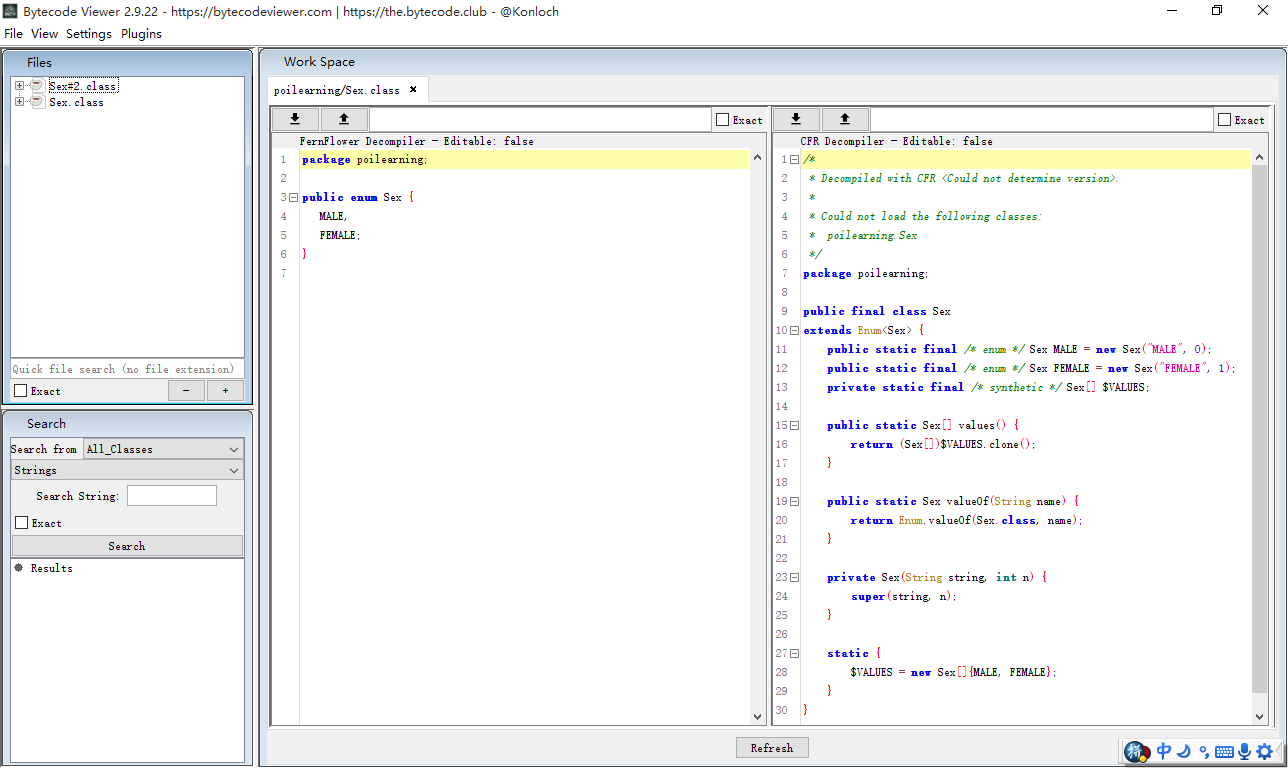 Bytecode Viewer 2.9.22 - https://bytecodeviewer.com | https://the.bytecode.club - @Konloch
File View Settings Plugins
Files
Sex#2.class
Sex.class
Quick file search (no file extension)
Exact - +
Search
Search from All_Classes
Strings
Search String:
Exact
Search
Results
Work Space
poilearning/Sex.class ×
Exact
FernFlower Decompiler - Editable: false
1 package poilearning;
2
3 public enum Sex {
4 MALE,
5 FEMALE;
6 }
7
Exact
CFR Decompiler - Editable: false
1 /*
2 * Decompiled with CFR <Could not determine version>.
3 *
4 * Could not load the following classes:
5 * poilearning.Sex
6 */
7 package poilearning;
8
9 public final class Sex
10 extends Enum<Sex> {
11 public static final /* enum */ Sex MALE = new Sex("MALE", 0);
12 public static final /* enum */ Sex FEMALE = new Sex("FEMALE", 1);
13 private static final /* synthetic */ Sex[] $VALUES;
14
15 public static Sex[] values() {
16 return (Sex[])$VALUES.clone();
17 }
18
19 public static Sex valueOf(String name) {
20 return Enum.valueOf(Sex.class, name);
21 }
22
23 private Sex(String string, int n) {
24 super(string, n);
25 }
26
27 static {
28 $VALUES = new Sex[]{MALE, FEMALE};
29 }
30 }
Refresh
中